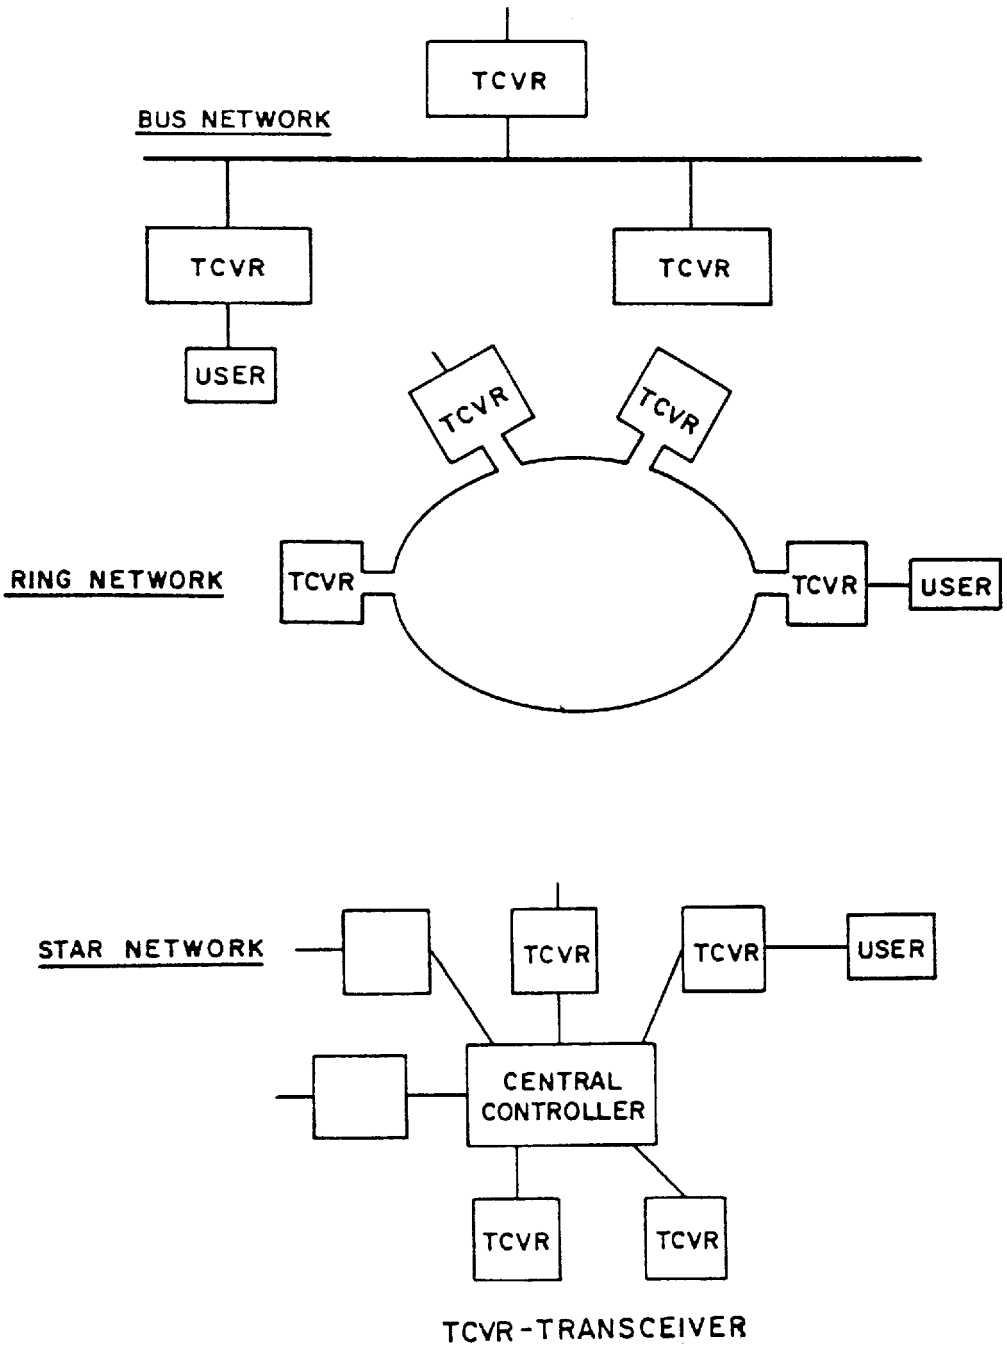 TCVR
BUS NETWORK
TCVR
TCVR
USER
TCVR
TCVR
RING NETWORK
TCVR
TCVR
USER
STAR NETWORK
TCVR
TCVR
USER
CENTRAL
CONTROLLER
TCVR
TCVR
TCVR-TRANSCEIVER